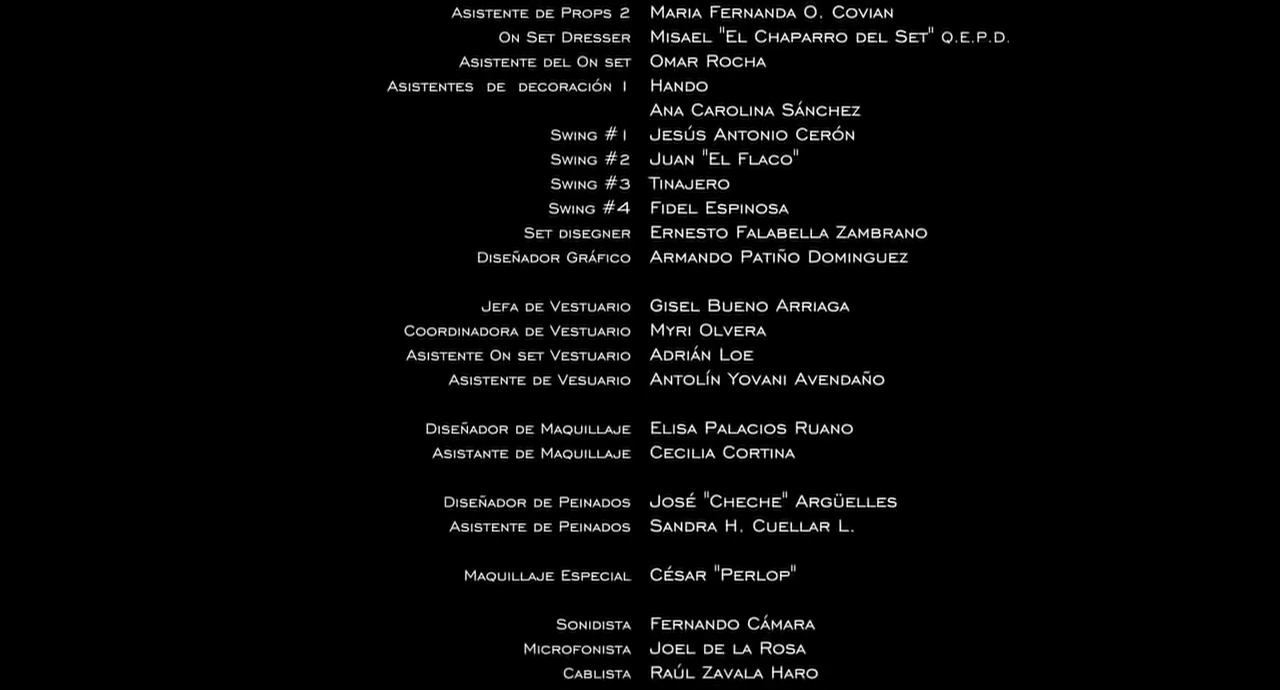 Asistente de Props 2 Maria Fernanda O. Covian
On Set Dresser Misael "El Chaparro del Set" Q.E.P.D.
Asistente del On set Omar Rocha
Asistentes de decoración 1 Hando
Ana Carolina Sánchez
Swing #1 Jesús Antonio Cerón
Swing #2 Juan "El Flaco"
Swing #3 Tinajero
Swing #4 Fidel Espinosa
Set disegner Ernesto Falabella Zambrano
Diseñador Gráfico Armando Patiño Dominguez
Jefa de Vestuario Gisel Bueno Arriaga
Coordinadora de Vestuario Myri Olvera
Asistente On set Vestuario Adrián Loe
Asistente de Vesuario Antolín Yovani Avendaño
Diseñador de Maquillaje Elisa Palacios Ruano
Asistante de Maquillaje Cecilia Cortina
Diseñador de Peinados José "Cheche" Argüelles
Asistente de Peinados Sandra H. Cuellar L.
Maquillaje Especial César "Perlop"
Sonidista Fernando Cámara
Microfonista Joel de la Rosa
Cablista Raúl Zavala Haro